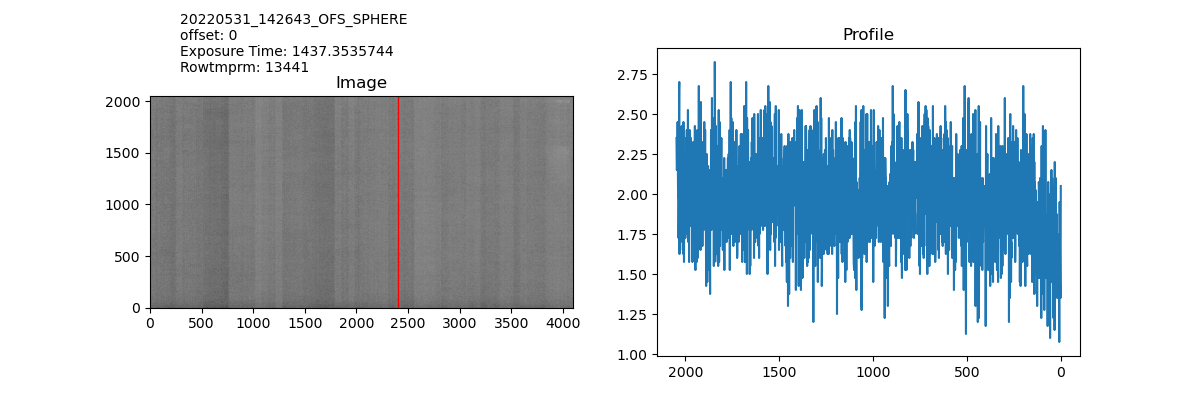 20220531_142643_OFS_SPHERE
offset: 0
Exposure Time: 1437.3535744
Rowtmprm: 13441
Image
2000
1500
1000
500
0
0 500 1000 1500 2000 2500 3000 3500 4000
Profile
2.75
2.50
2.25
2.00
1.75
1.50
1.25
1.00
2000 1500 1000 500 0